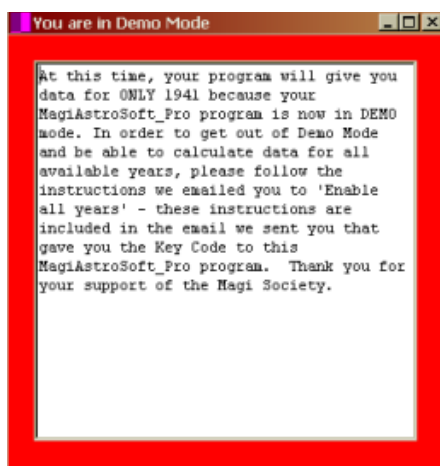 You are in Demo Mode
At this time, your program will give you
data for ONLY 1941 because your
MagiAstroSoft_Pro program is now in DEMO
mode. In order to get out of Demo Mode
and be able to calculate data for all
available years, please follow the
instructions we emailed you to 'Enable
all years' - these instructions are
included in the email we sent you that
gave you the Key Code to this
MagiAstroSoft_Pro program.  Thank you for
your support of the Magi Society.